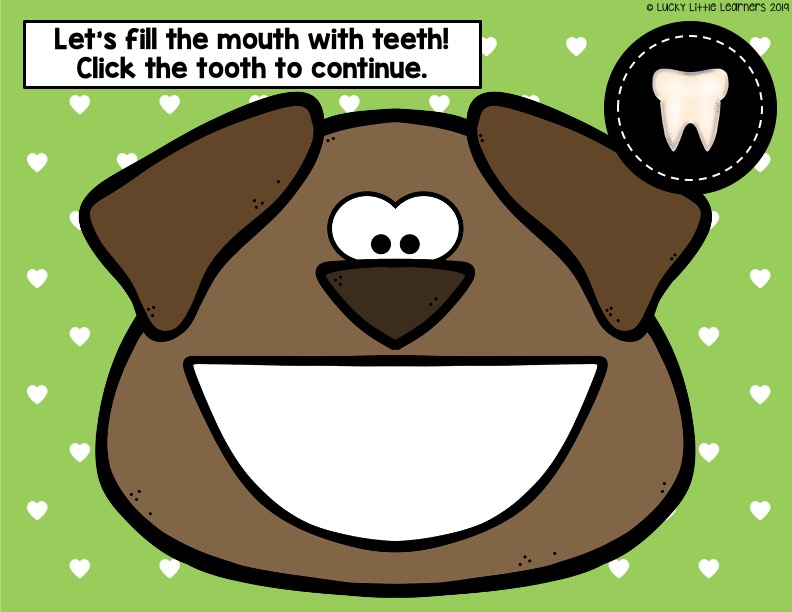 © Lucky Little Learners 2019
Let's fill the mouth with teeth!
Click the tooth to continue.